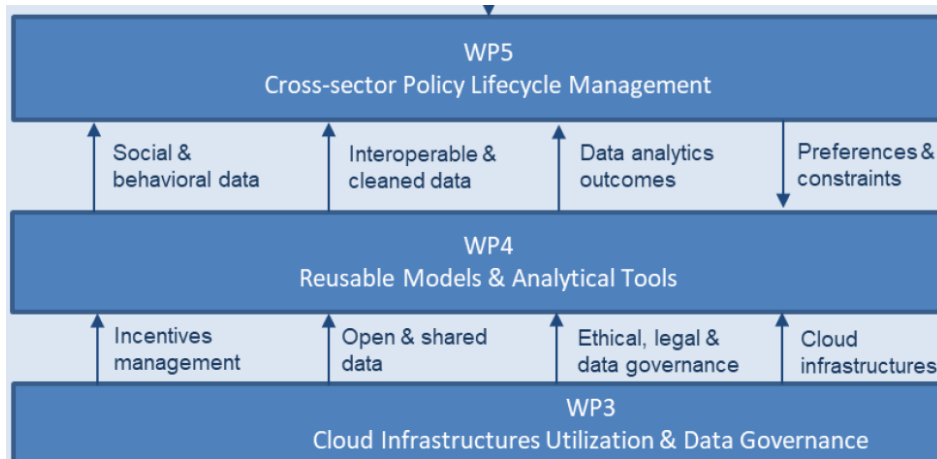 WP5
Cross-sector Policy Lifecycle Management
Social &
behavioral data
Interoperable &
cleaned data
Data analytics
outcomes
Preferences &
constraints
WP4
Reusable Models & Analytical Tools
Incentives
management
Open & shared
data
Ethical, legal &
data governance
Cloud
infrastructures
WP3
Cloud Infrastructures Utilization & Data Governance